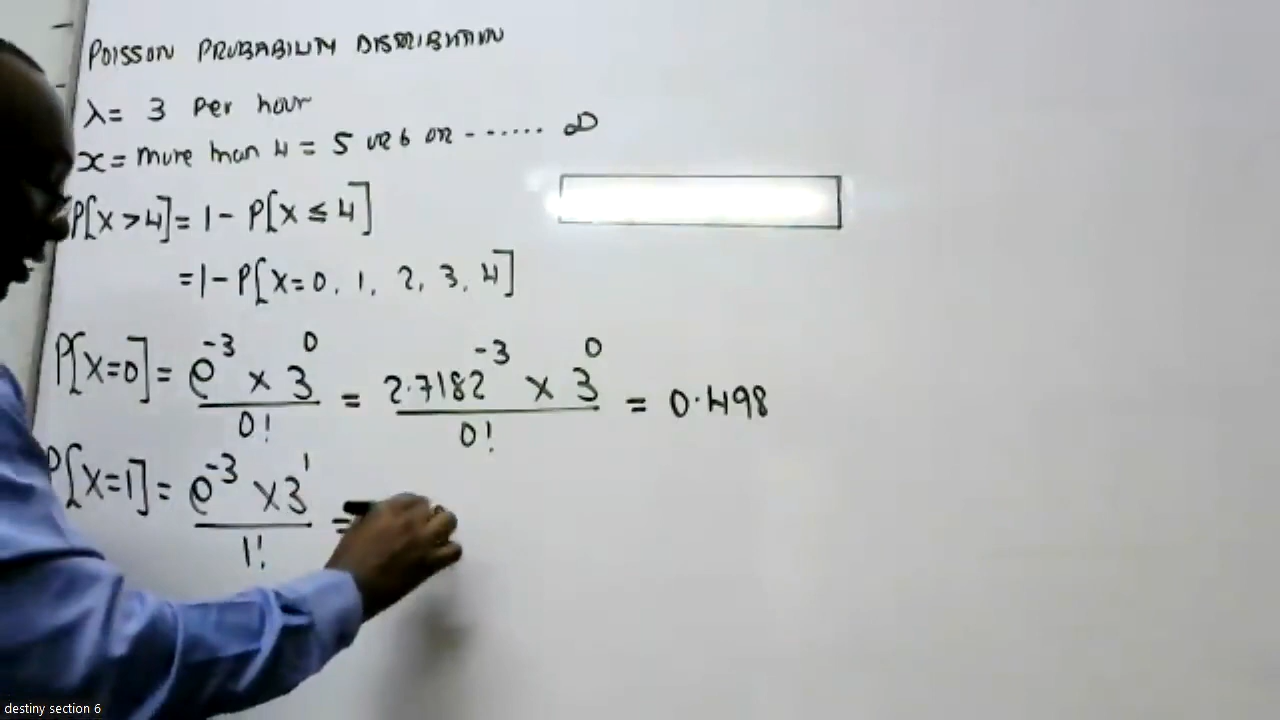 POISSON PROBABILITY DISTRIBUTION
λ= 3 per hour
x = more than 4 = 5 or 6 or - - ...... ∞
P[X >4] = 1 - P[X ≤ 4]
=1- P[X=0, 1, 2, 3, 4]
P[X=0] = e^-3 x 3^0 / 0! = 2.7182^-3 x 3^0 / 0! = 0.498
P[X=1] = e^-3 x 3^1 / 1! =
destiny section 6